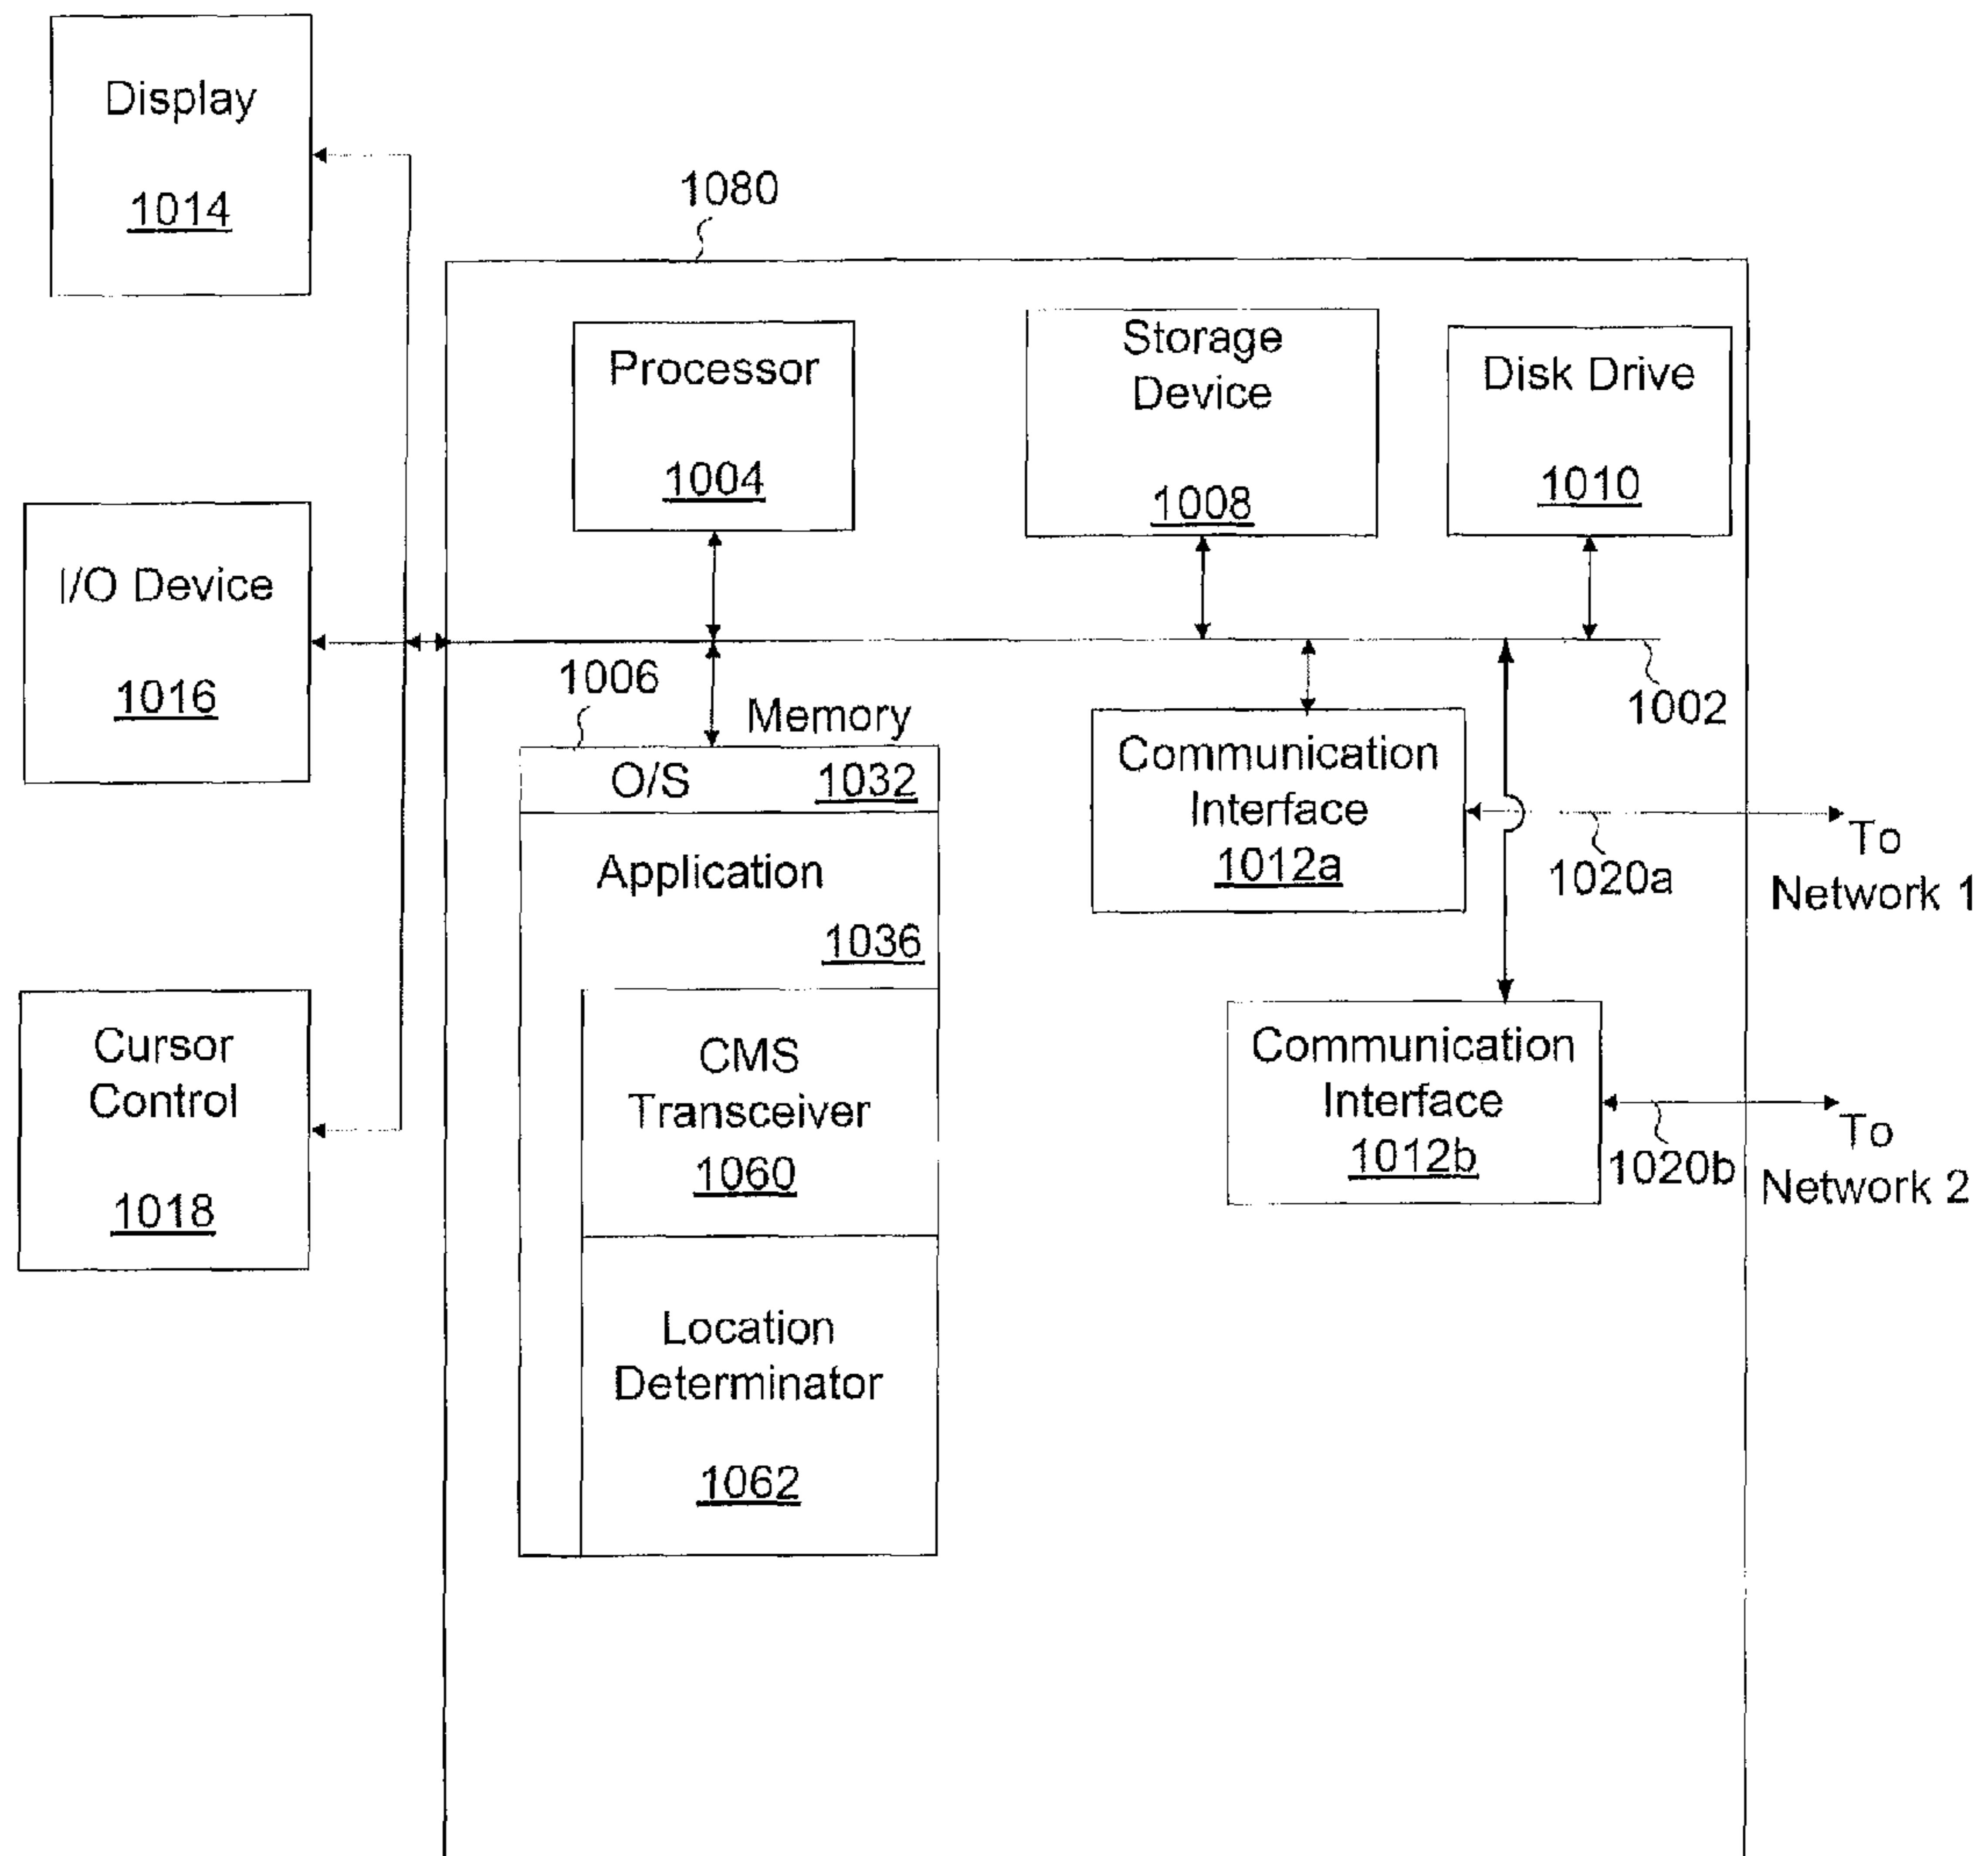 Display
1014
1080
Processor
1004
Storage
Device
1008
Disk Drive
1010
I/O Device
1016
1006
Memory
1002
O/S 1032
Application
1036
Communication
Interface
1012a
1020a
To
Network 1
Cursor
Control
1018
CMS
Transceiver
1060
Communication
Interface
1012b
1020b
To
Network 2
Location
Determinator
1062